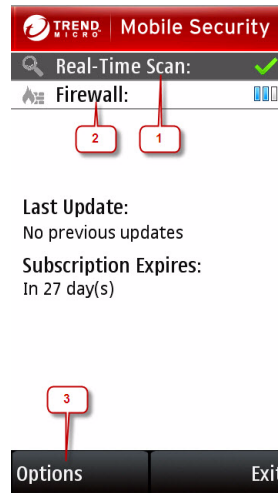 TREND MICRO Mobile Security
Real-Time Scan:
Firewall:
2 1
Last Update:
No previous updates
Subscription Expires:
In 27 day(s)
3
Options Exit